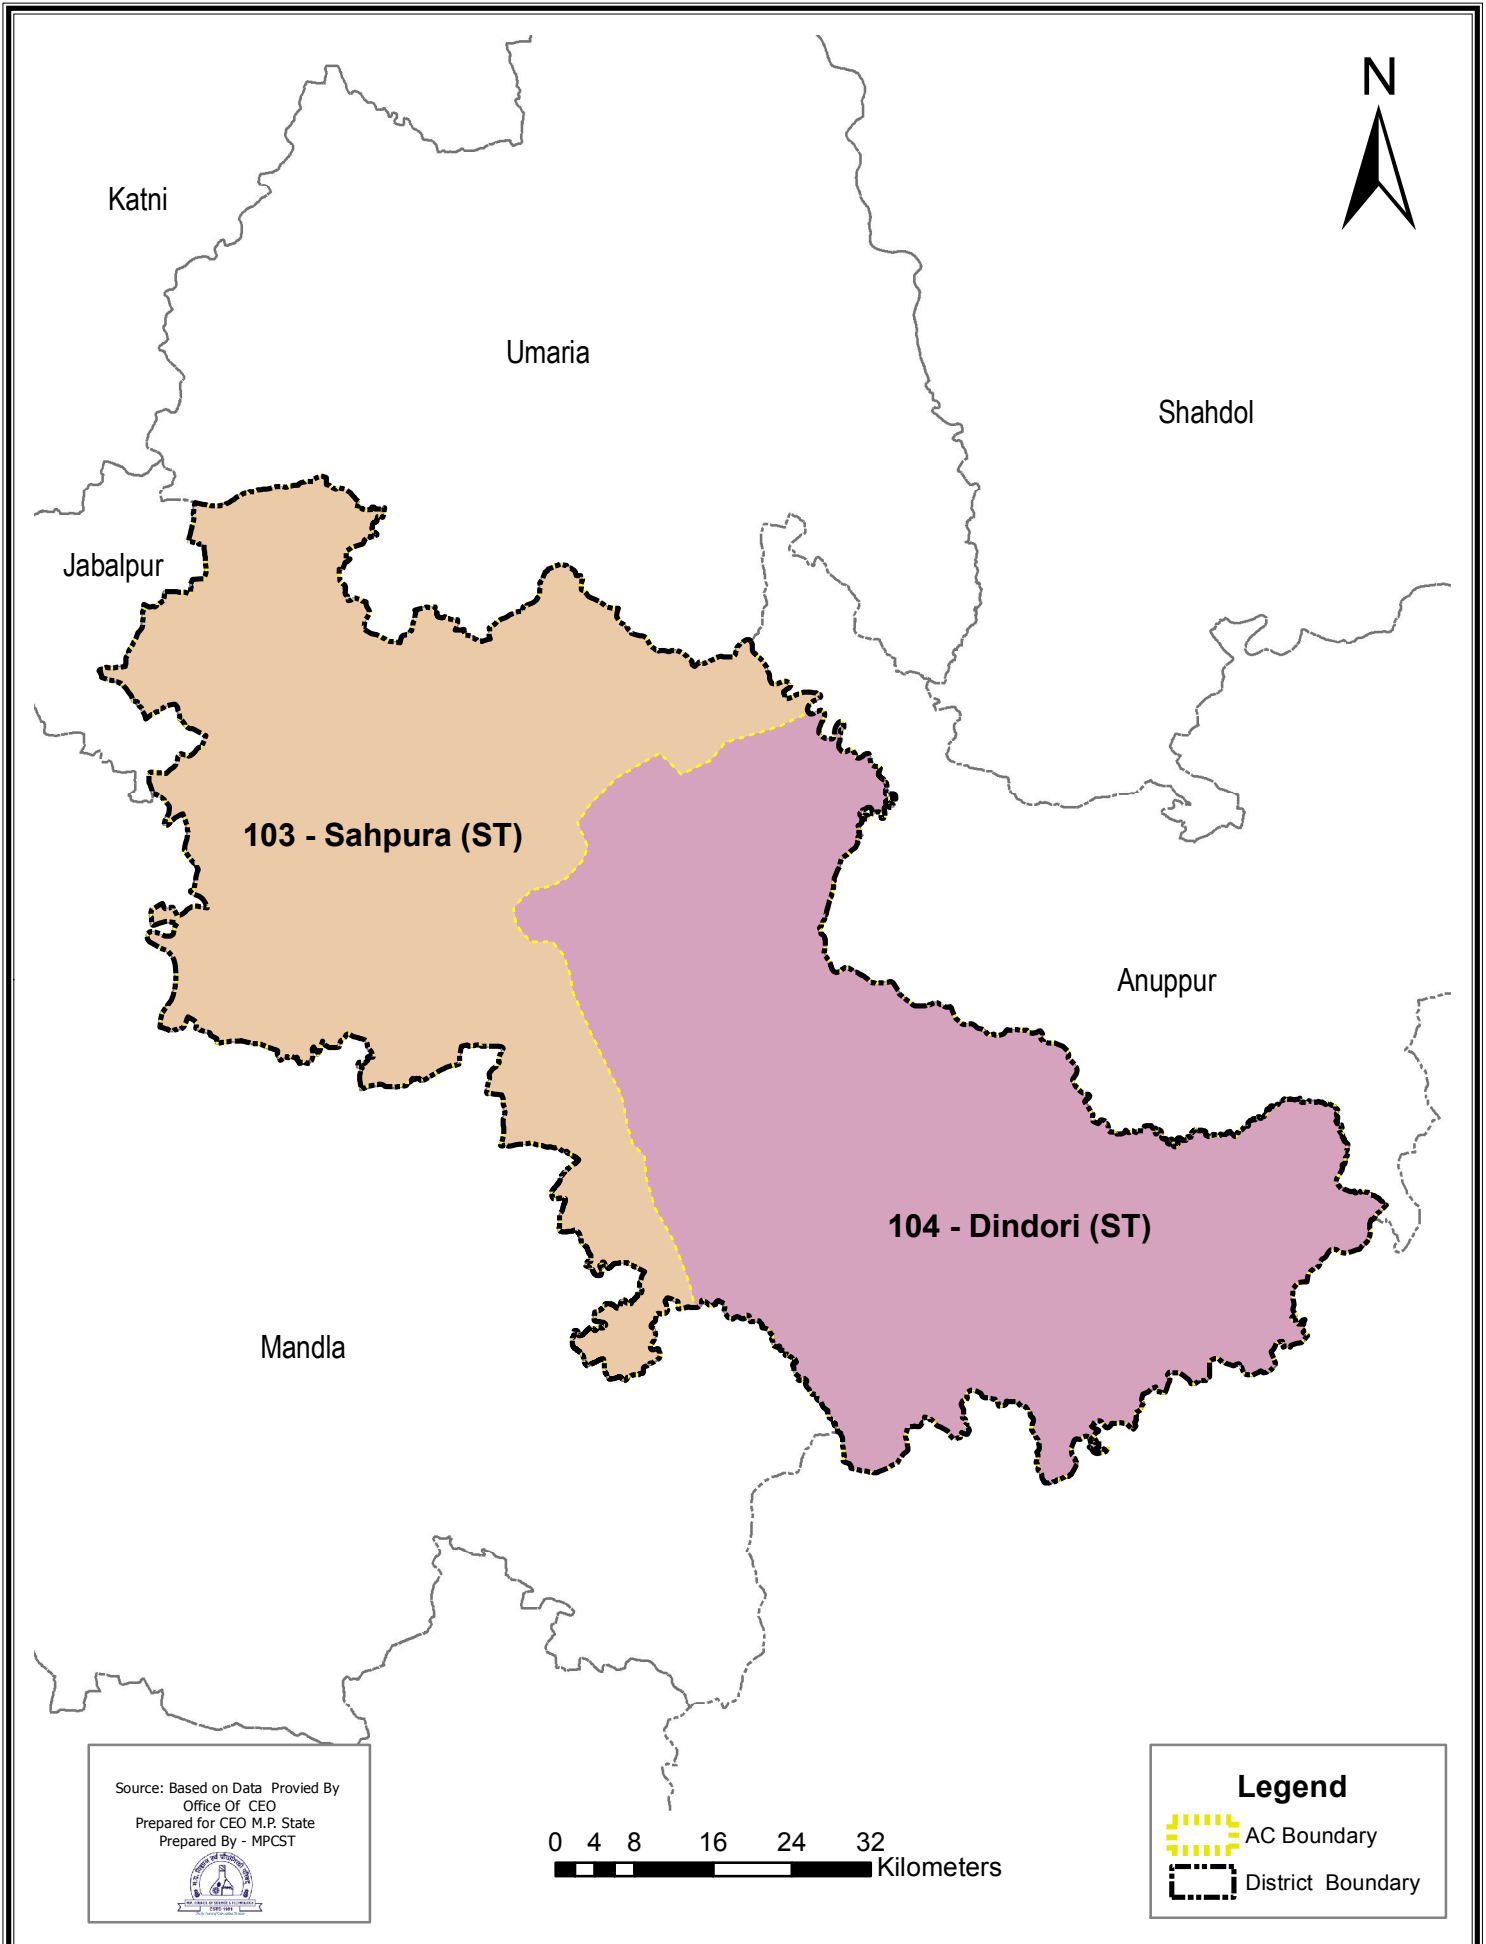 N
Katni
Umaria
Shahdol
Jabalpur
103 - Sahpura (ST)
Anuppur
104 - Dindori (ST)
Mandla
Source: Based on Data Provied By
Office Of CEO
Prepared for CEO M.P. State
Prepared By - MPCST
0 4 8 16 24 32
Kilometers
Legend
AC Boundary
District Boundary